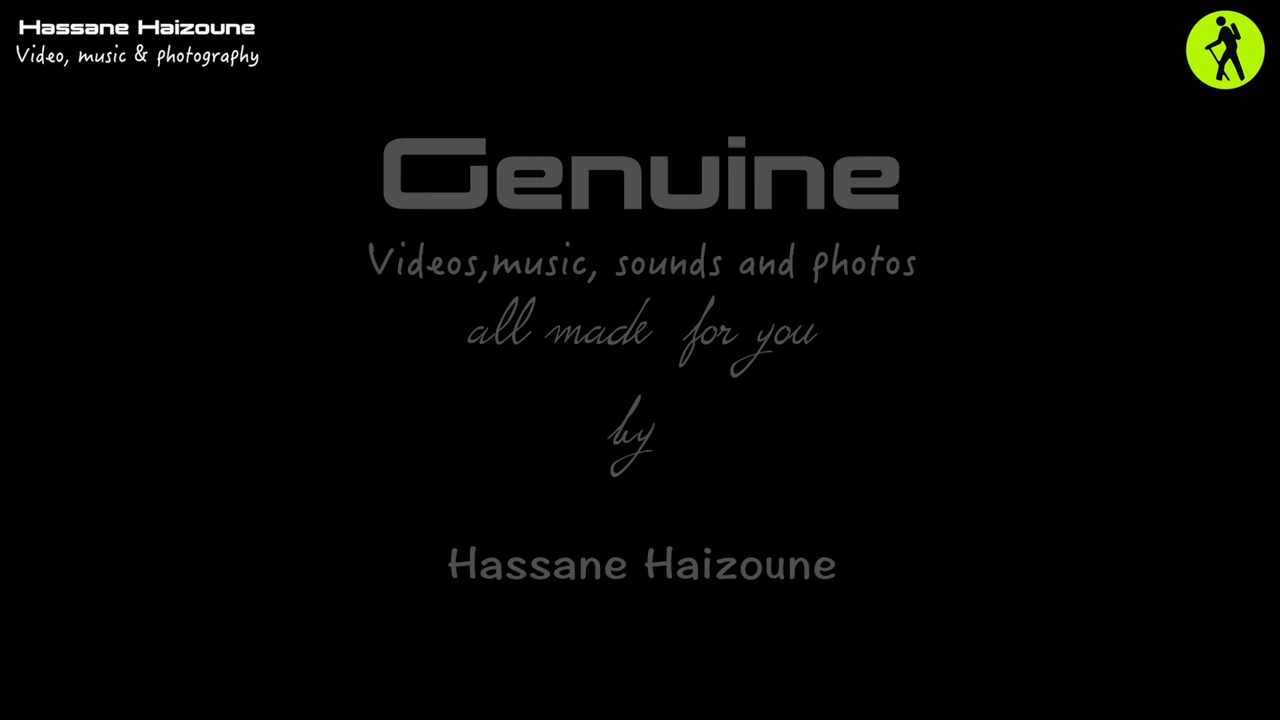 Hassane Haizoune
Video, music & photography
Genuine
Videos,music, sounds and photos
all made for you
by
Hassane Haizoune